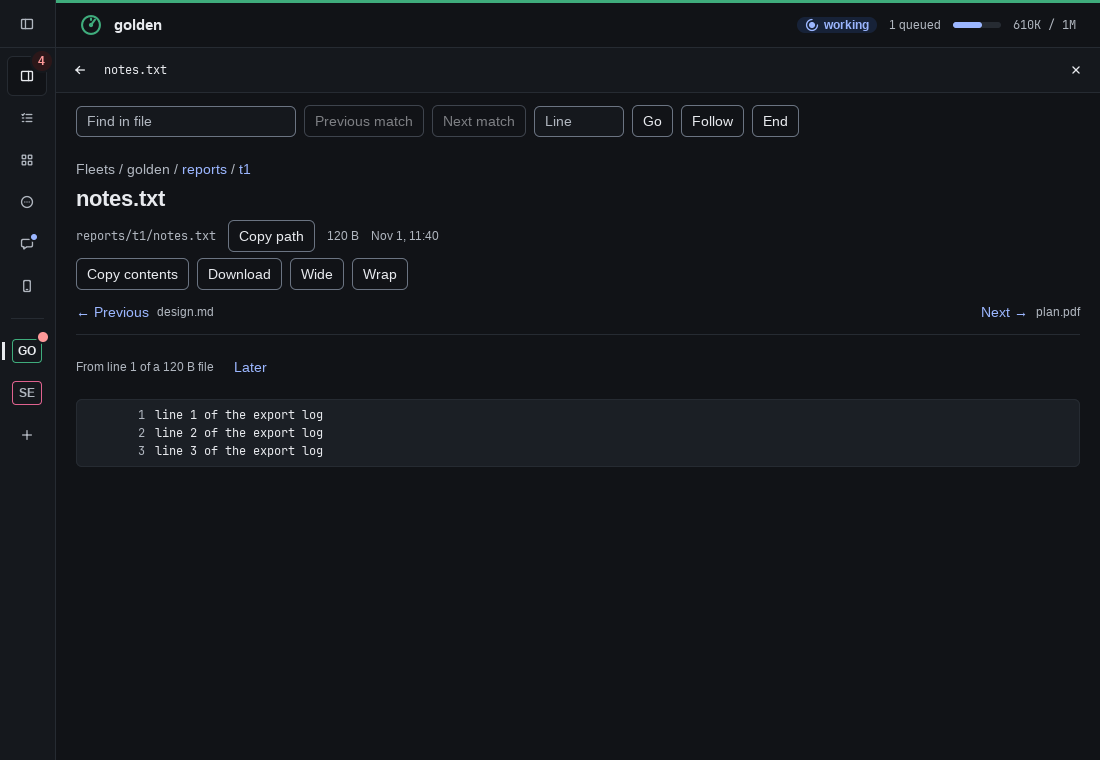 golden
working
1 queued
610K / 1M
4
notes.txt
Find in file
Previous match
Next match
Line
Go
Follow
End
Fleets / golden / reports / t1
notes.txt
reports/t1/notes.txt
Copy path
120 B
Nov 1, 11:40
Copy contents
Download
Wide
Wrap
← Previous design.md
Next → plan.pdf
GO
SE
From line 1 of a 120 B file
Later
1 line 1 of the export log
2 line 2 of the export log
3 line 3 of the export log